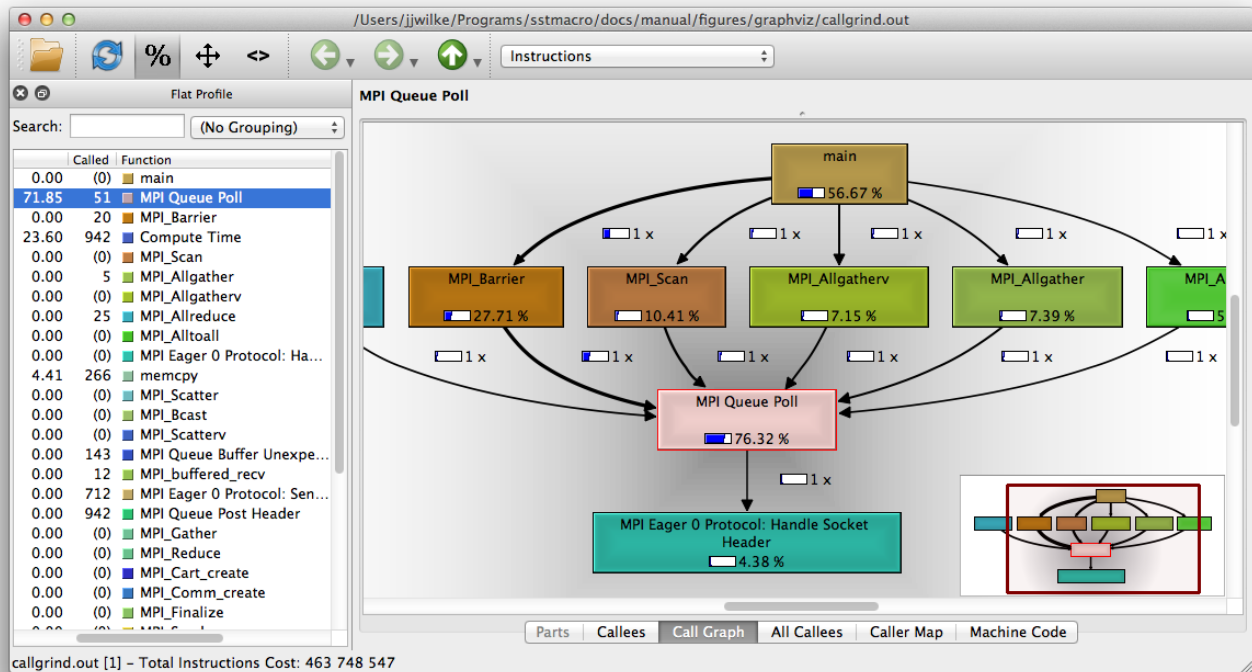 /Users/jjwilke/Programs/sstmacro/docs/manual/figures/graphviz/callgrind.out
% <> Instructions
Flat Profile
Search: (No Grouping)
Called Function
0.00 (0) main
71.85 51 MPI Queue Poll
0.00 20 MPI_Barrier
23.60 942 Compute Time
0.00 (0) MPI_Scan
0.00 5 MPI_Allgather
0.00 (0) MPI_Allgatherv
0.00 25 MPI_Allreduce
0.00 (0) MPI_Alltoall
0.00 (0) MPI Eager 0 Protocol: Ha...
4.41 266 memcpy
0.00 (0) MPI_Scatter
0.00 (0) MPI_Bcast
0.00 (0) MPI_Scatterv
0.00 143 MPI Queue Buffer Unexpe...
0.00 12 MPI_buffered_recv
0.00 712 MPI Eager 0 Protocol: Sen...
0.00 942 MPI Queue Post Header
0.00 (0) MPI_Gather
0.00 (0) MPI_Reduce
0.00 (0) MPI_Cart_create
0.00 (0) MPI_Comm_create
0.00 (0) MPI_Finalize
MPI Queue Poll
main
56.67 %
1 x 1 x 1 x 1 x 1 x
MPI_Barrier
27.71 %
MPI_Scan
10.41 %
MPI_Allgatherv
7.15 %
MPI_Allgather
7.39 %
MPI_A
5
1 x 1 x 1 x 1 x 1 x 1 x
MPI Queue Poll
76.32 %
1 x
MPI Eager 0 Protocol: Handle Socket
Header
4.38 %
Parts Callees Call Graph All Callees Caller Map Machine Code
callgrind.out [1] - Total Instructions Cost: 463 748 547